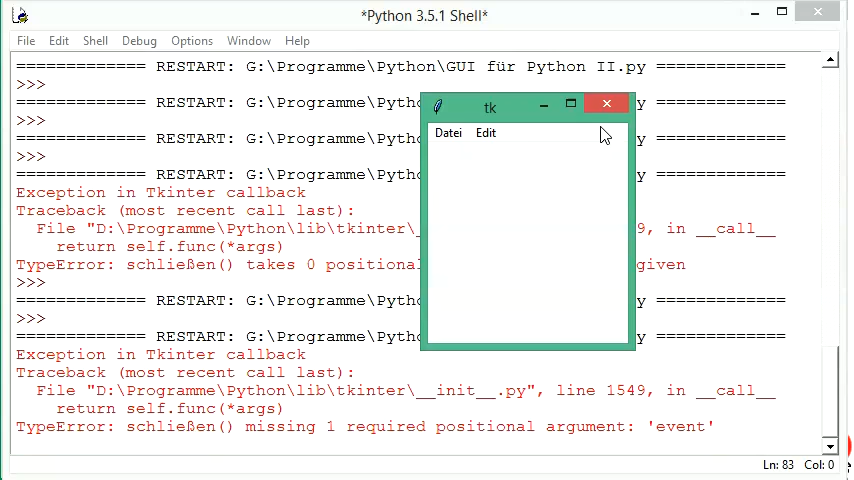 *Python 3.5.1 Shell*
File Edit Shell Debug Options Window Help
============= RESTART: G:\Programme\Python\GUI für Python II.py =============
>>>
============= RESTART: G:\Programme\Pytho y =============
>>>
============= RESTART: G:\Programme\Pytho y =============
>>>
============= RESTART: G:\Programme\Pytho y =============
Exception in Tkinter callback
Traceback (most recent call last):
File "D:\Programme\Python\lib\tkinter\_ 9, in __call__
return self.func(*args)
TypeError: schließen() takes 0 positional given
>>>
============= RESTART: G:\Programme\Pytho y =============
>>>
============= RESTART: G:\Programme\Pytho y =============
Exception in Tkinter callback
Traceback (most recent call last):
File "D:\Programme\Python\lib\tkinter\__init__.py", line 1549, in __call__
return self.func(*args)
TypeError: schließen() missing 1 required positional argument: 'event'
tk
Datei Edit
Ln: 83 Col: 0